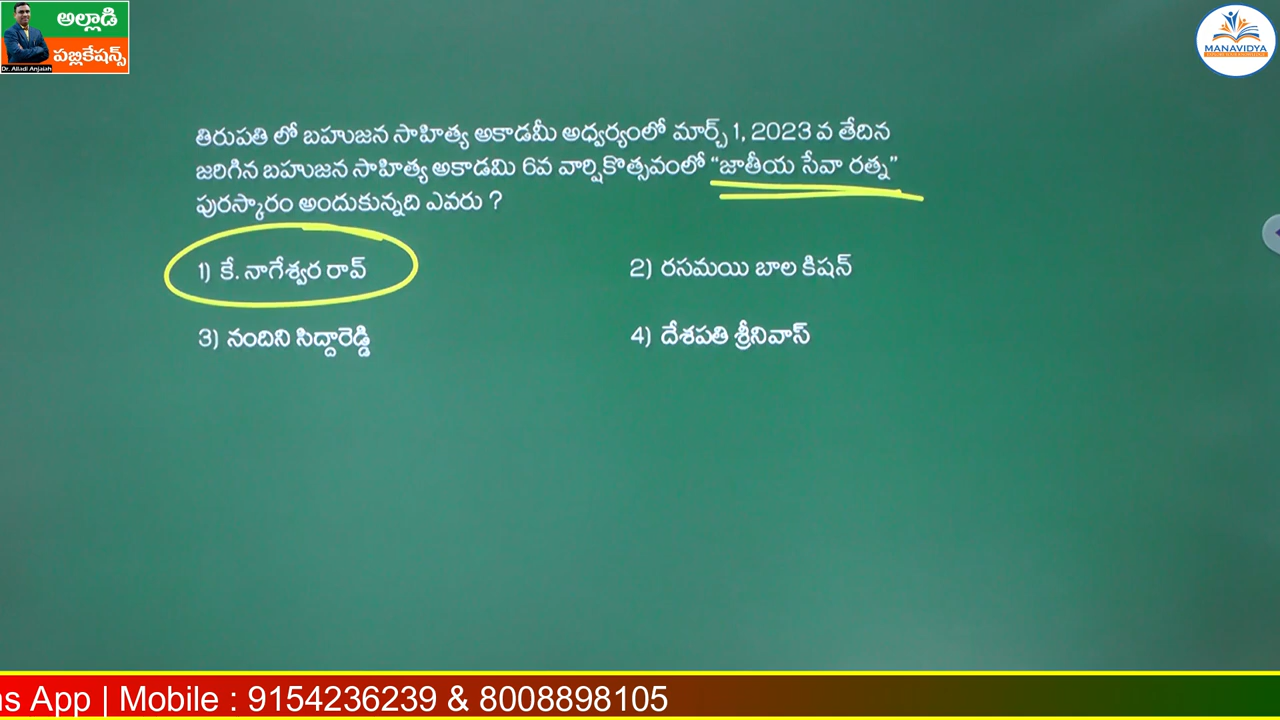 అల్లాడి
పబ్లికేషన్స్
Dr. Alladi Anjaiah
MANAVIDYA
తిరుపతి లో బహుజన సాహిత్య అకాడమీ అధ్వర్యంలో మార్చ్ 1, 2023 వ తేదిన
జరిగిన బహుజన సాహిత్య అకాడమి 6వ వార్షికొత్సవంలో “జాతీయ సేవా రత్న”
పురస్కారం అందుకున్నది ఎవరు ?
1) కే. నాగేశ్వర రావ్
2) రసమయి బాల కిషన్
3) నందిని సిద్దారెడ్డి
4) దేశపతి శ్రీనివాస్
ns App | Mobile : 9154236239 & 8008898105